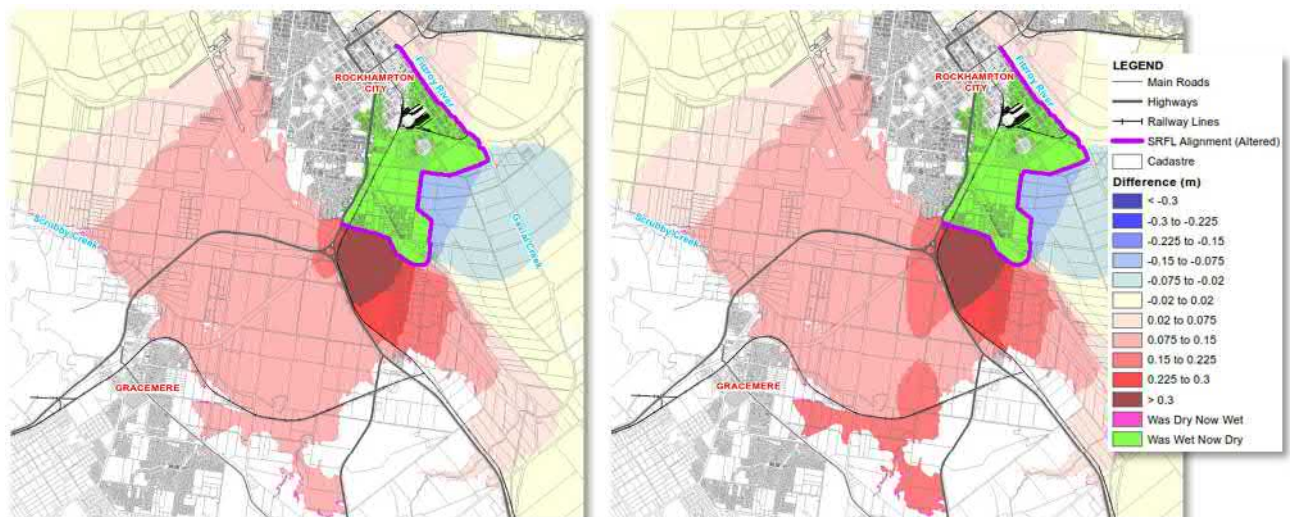 ROCKHAMPTON
CITY
Fitzroy River
Scrubby Creek
Gavial Creek
GRACEMERE
ROCKHAMPTON
CITY
Fitzroy River
Scrubby Creek
GRACEMERE
LEGEND
Main Roads
Highways
Railway Lines
SRFL Alignment (Altered)
Cadastre
Difference (m)
< -0.3
-0.3 to -0.225
-0.225 to -0.15
-0.15 to -0.075
-0.075 to -0.02
-0.02 to 0.02
0.02 to 0.075
0.075 to 0.15
0.15 to 0.225
0.225 to 0.3
> 0.3
Was Dry Now Wet
Was Wet Now Dry